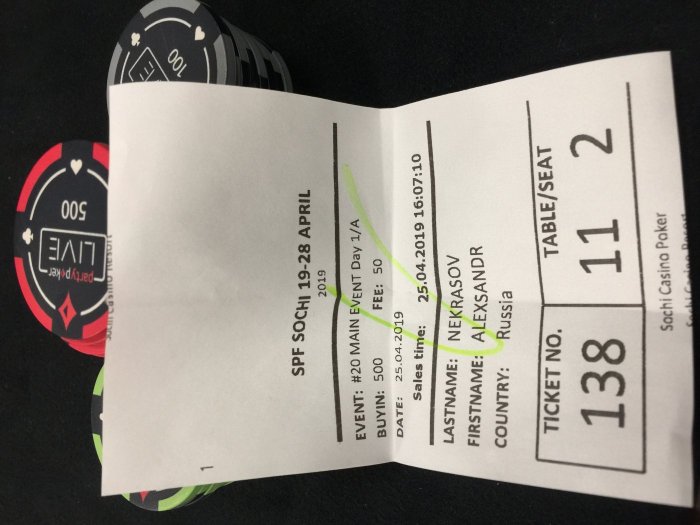 SPF SOCHI 19-28 APRIL
2019
EVENT: #20 MAIN EVENT Day 1/A
BUYIN: 500 FEE: 50
DATE: 25.04.2019
Sales time: 25.04.2019 16:07:10
LASTNAME: NEKRASOV
FIRSTNAME: ALEXSANDR
COUNTRY: Russia
TICKET NO. TABLE/SEAT
138 11 2
Sochi Casino Poker
1
500
partypoker
LIVE
100